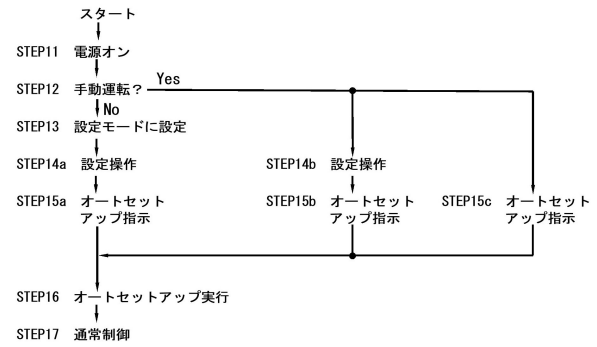 スタート
STEP11 電源オン
STEP12 手動運転? Yes
No
STEP13 設定モードに設定
STEP14a 設定操作 STEP14b 設定操作
STEP15a オートセット STEP15b オートセット STEP15c オートセット
アップ指示 アップ指示 アップ指示
STEP16 オートセットアップ実行
STEP17 通常制御